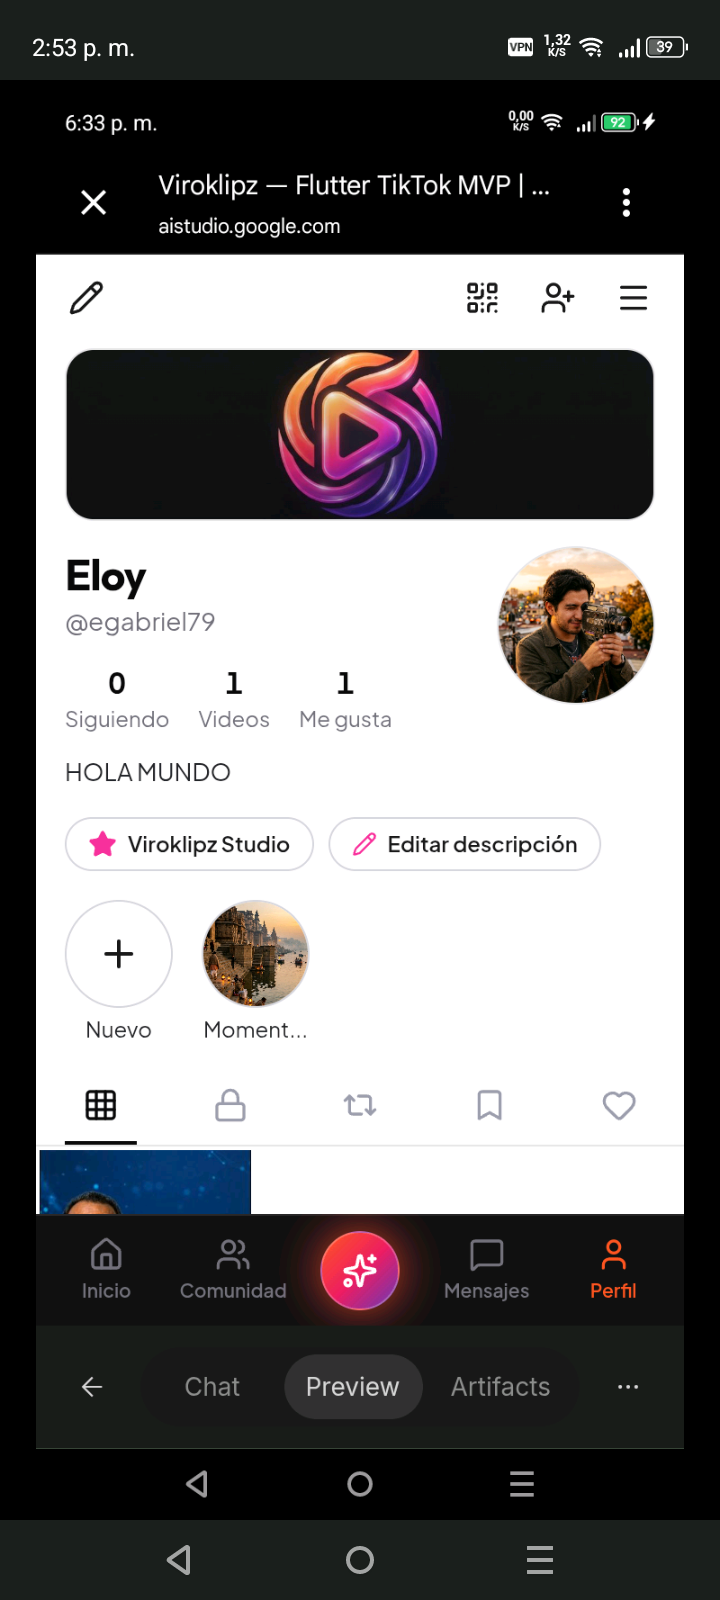 2:53 p. m.
VPN 1,32 K/S 39
6:33 p. m.
0,00 K/S 92
Viroklipz — Flutter TikTok MVP | ...
aistudio.google.com
Eloy
@egabriel79
0 1 1
Siguiendo Videos Me gusta
HOLA MUNDO
Viroklipz Studio Editar descripción
Nuevo Moment...
Inicio Comunidad Mensajes Perfil
Chat Preview Artifacts